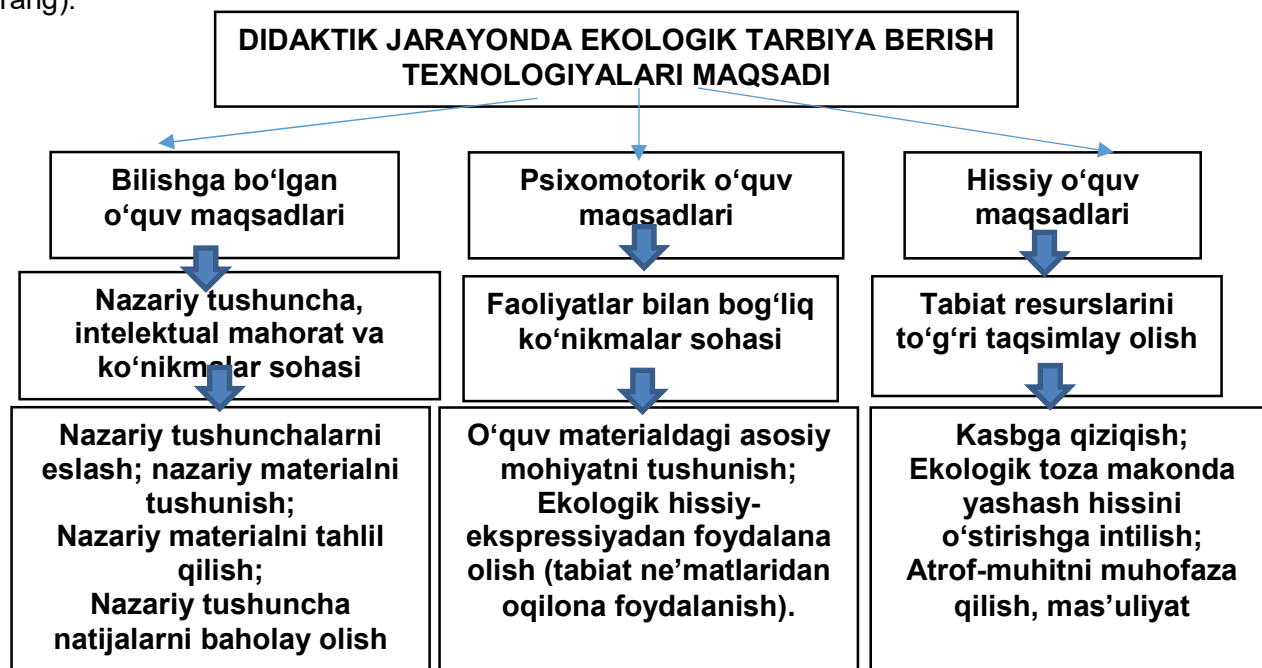 rang).
DIDAKTIK JARAYONDA EKOLOGIK TARBIYA BERISH
TEXNOLOGIYALARI MAQSADI
Bilishga bo‘lgan
o‘quv maqsadlari
Psixomotorik o‘quv
maqsadlari
Hissiy o‘quv
maqsadlari
Nazariy tushuncha,
intelektual mahorat va
ko‘nikmalar sohasi
Faoliyatlar bilan bog‘liq
ko‘nikmalar sohasi
Tabiat resurslarini
to‘g‘ri taqsimlay olish
Nazariy tushunchalarni
eslash; nazariy materialni
tushunish;
Nazariy materialni tahlil
qilish;
Nazariy tushuncha
natijalarni baholay olish
O‘quv materialdagi asosiy
mohiyatni tushunish;
Ekologik hissiy-
ekspressiyadan foydalana
olish (tabiat ne’matlaridan
oqilona foydalanish).
Kasbga qiziqish;
Ekologik toza makonda
yashash hissini
o‘stirishga intilish;
Atrof-muhitni muhofaza
qilish, mas’uliyat